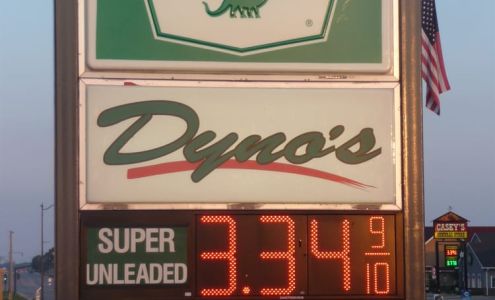 Dyno's
SUPER
UNLEADED
3.34 9/10
CASEY'S